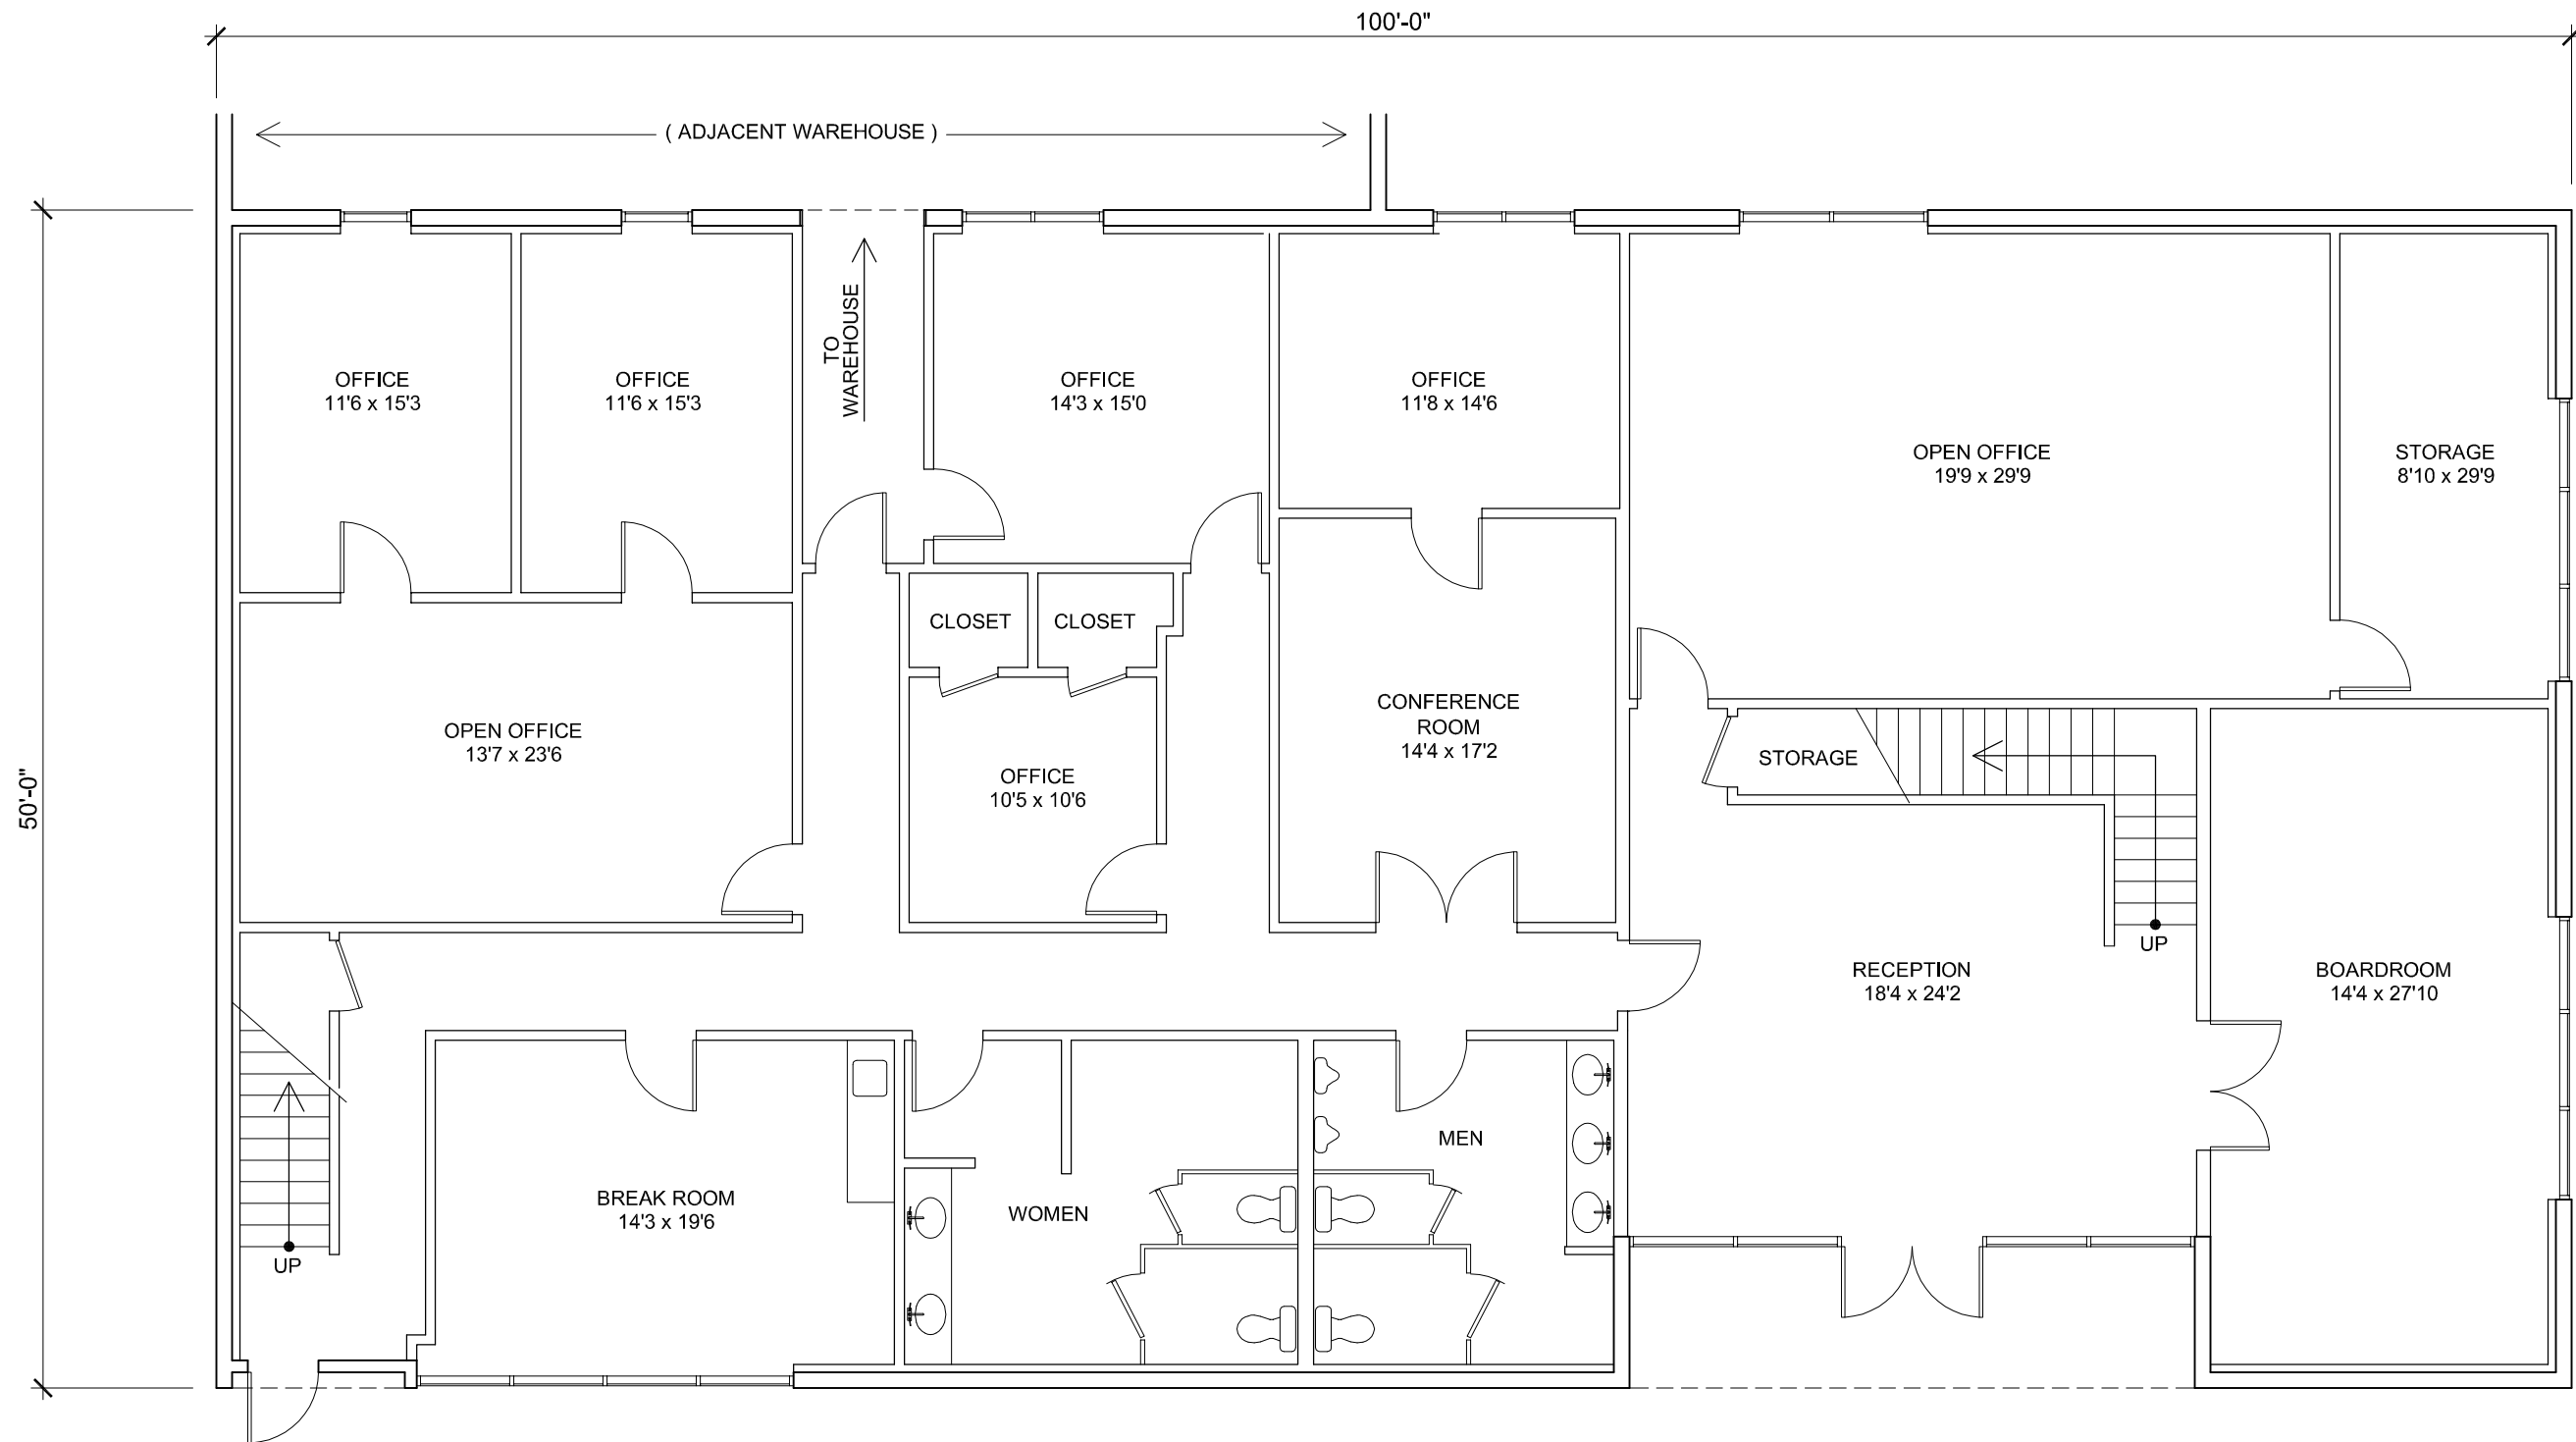 100'-0"
( ADJACENT WAREHOUSE )
50'-0"
OFFICE
11'6 x 15'3
OFFICE
11'6 x 15'3
TO
WAREHOUSE
OFFICE
14'3 x 15'0
OFFICE
11'8 x 14'6
OPEN OFFICE
19'9 x 29'9
STORAGE
8'10 x 29'9
CLOSET
CLOSET
OPEN OFFICE
13'7 x 23'6
OFFICE
10'5 x 10'6
CONFERENCE
ROOM
14'4 x 17'2
STORAGE
UP
RECEPTION
18'4 x 24'2
BOARDROOM
14'4 x 27'10
UP
BREAK ROOM
14'3 x 19'6
WOMEN
MEN